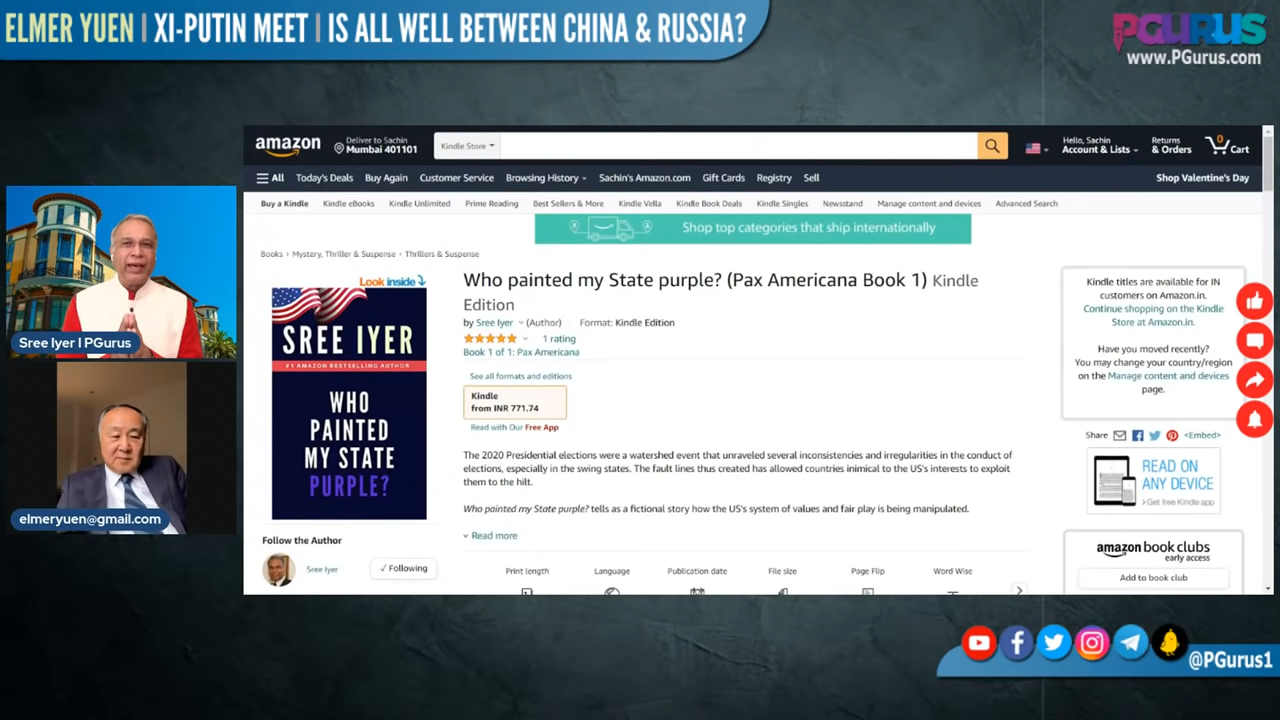 ELMER YUEN | XI-PUTIN MEET | IS ALL WELL BETWEEN CHINA & RUSSIA?
PGURUS
www.PGurus.com
amazon
Deliver to Sachin
Mumbai 401101
Kindle Store
Hello, Sachin
Account & Lists
Returns
& Orders
0
Cart
All Today's Deals Buy Again Customer Service Browsing History Sachin's Amazon.com Gift Cards Registry Sell
Shop Valentine's Day
Buy a Kindle Kindle eBooks Kindle Unlimited Prime Reading Best Sellers & More Kindle Vella Kindle Book Deals Kindle Singles Newsstand Manage content and devices Advanced Search
Shop top categories that ship internationally
Books › Mystery, Thriller & Suspense › Thrillers & Suspense
Look inside
SREE IYER
#1 AMAZON BESTSELLING AUTHOR
WHO
PAINTED
MY STATE
PURPLE?
Follow the Author
Sree Iyer
✓ Following
Who painted my State purple? (Pax Americana Book 1) Kindle
Edition
by Sree Iyer (Author) Format: Kindle Edition
1 rating
Book 1 of 1: Pax Americana
See all formats and editions
Kindle
from INR 771.74
Read with Our Free App
The 2020 Presidential elections were a watershed event that unraveled several inconsistencies and irregularities in the conduct of
elections, especially in the swing states. The fault lines thus created has allowed countries inimical to the US's interests to exploit
them to the hilt.
Who painted my State purple? tells as a fictional story how the US's system of values and fair play is being manipulated.
Read more
Print length Language Publication date File size Page Flip Word Wise
Kindle titles are available for IN
customers on Amazon.in.
Continue shopping on the Kindle
Store at Amazon.in.
Have you moved recently?
You may change your country/region
on the Manage content and devices
page.
Share <Embed>
READ ON
ANY DEVICE
› Get free Kindle app
amazon book clubs
early access
Add to book club
Sree Iyer I PGurus
elmeryuen@gmail.com
@PGurus1